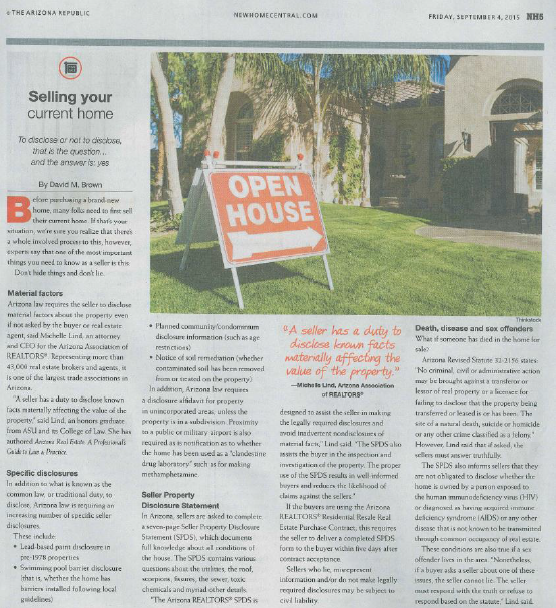 6 THE ARIZONA REPUBLIC
NEWHOMECENTRAL.COM
FRIDAY, SEPTEMBER 4, 2015 NH5
Selling your
current home
To disclose or not to disclose,
that is the question...
and the answer is: yes
By David M. Brown
Before purchasing a brand-new
home, many folks need to first sell
their current home. If that's your
situation, we're sure you realize that there's
a whole involved process to this, however,
experts say that one of the most important
things you need to know as a seller is this:
Don't hide things and don't lie.
Material factors
Arizona law requires the seller to disclose
material factors about the property even
if not asked by the buyer or real estate
agent, said Michelle Lind, an attorney
and CEO for the Arizona Association of
REALTORS®. Representing more than
43,000 real estate brokers and agents, it
is one of the largest trade associations in
Arizona.
"A seller has a duty to disclose known
facts materially affecting the value of the
property," said Lind, an honors graduate
from ASU and its College of Law. She has
authored Arizona Real Estate: A Professional's
Guide to Law & Practice.
Specific disclosures
In addition to what is known as the
common law, or traditional duty, to
disclose, Arizona law is requiring an
increasing number of specific seller
disclosures.
These include:
• Lead-based paint disclosure in
pre-1978 properties
• Swimming pool barrier disclosure
(that is, whether the home has
barriers installed following local
guidelines)
OPEN
HOUSE
Thinkstock
• Planned community/condominium
disclosure information (such as age
restrictions)
• Notice of soil remediation (whether
contaminated soil has been removed
from or treated on the property)
In addition, Arizona law requires
a disclosure affidavit for property
in unincorporated areas, unless the
property is in a subdivision. Proximity
to a public or military airport is also
required as is notification as to whether
the home has been used as a "clandestine
drug laboratory" such as for making
methamphetamine.
Seller Property
Disclosure Statement
In Arizona, sellers are asked to complete
a seven-page Seller Property Disclosure
Statement (SPDS), which documents
full knowledge about all conditions of
the house. The SPDS contains various
questions about the utilities, the roof,
scorpions, fissures, the sewer, toxic
chemicals and myriad other details.
"The Arizona REALTORS® SPDS is
"A seller has a duty to
disclose known facts
materially affecting the
value of the property."
—Michelle Lind, Arizona Association
of REALTORS®
designed to assist the seller in making
the legally required disclosures and
avoid inadvertent nondisclosures of
material facts," Lind said. "The SPDS also
assists the buyer in the inspection and
investigation of the property. The proper
use of the SPDS results in well-informed
buyers and reduces the likelihood of
claims against the sellers."
If the buyers are using the Arizona
REALTORS® Residential Resale Real
Estate Purchase Contract, this requires
the seller to deliver a completed SPDS
form to the buyer within five days after
contract acceptance.
Sellers who lie, misrepresent
information and/or do not make legally
required disclosures may be subject to
civil liability.
Death, disease and sex offenders
What if someone has died in the home for
sale?
Arizona Revised Statute 32-2156 states:
"No criminal, civil or administrative action
may be brought against a transferor or
lessor of real property or a licensee for
failing to disclose that the property being
transferred or leased is or has been: The
site of a natural death, suicide or homicide
or any other crime classified as a felony."
However, Lind said that if asked, the
sellers must answer truthfully.
The SPDS also informs sellers that they
are not obligated to disclose whether the
home is owned by a person exposed to
the human immunodeficiency virus (HIV)
or diagnosed as having acquired immune
deficiency syndrome (AIDS) or any other
disease that is not known to be transmitted
through common occupancy of real estate.
These conditions are also true if a sex
offender lives in the area. "Nonetheless,
if a buyer asks a seller about one of these
issues, the seller cannot lie. The seller
must respond with the truth or refuse to
respond based on the statute," Lind said.